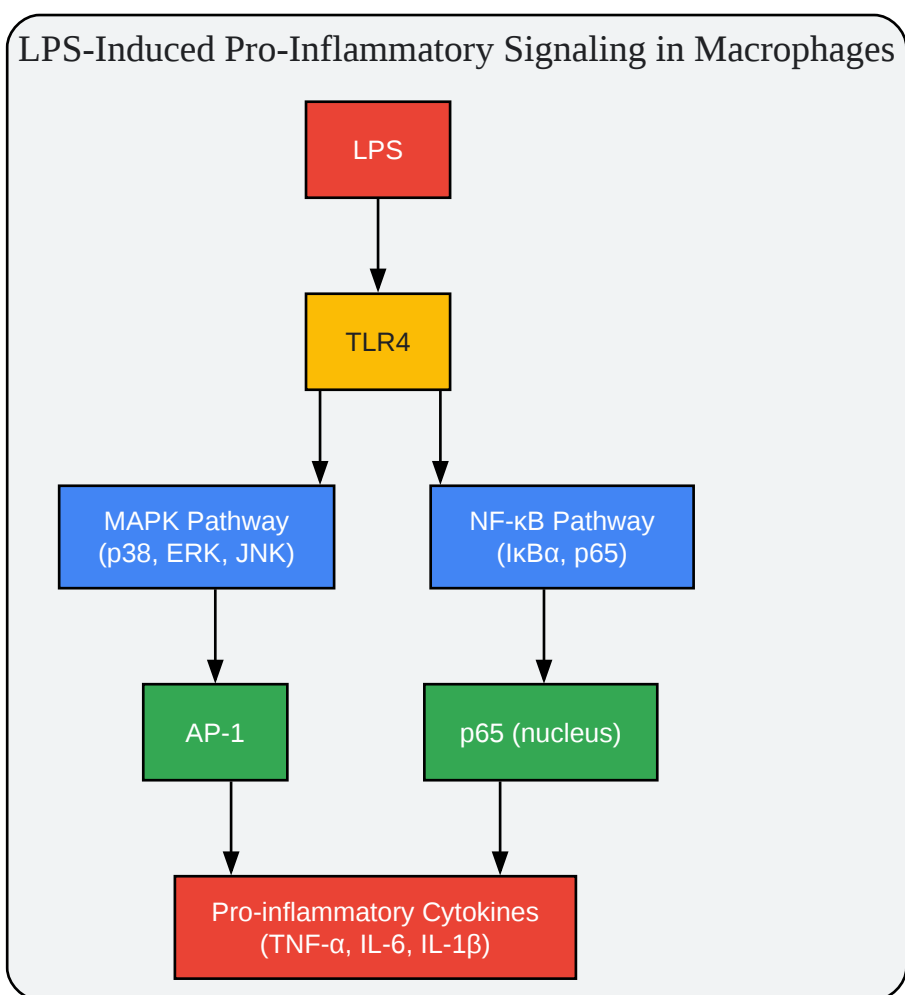 LPS-Induced Pro-Inflammatory Signaling in Macrophages
LPS
TLR4
MAPK Pathway
(p38, ERK, JNK)
NF-κB Pathway
(IκBα, p65)
AP-1
p65 (nucleus)
Pro-inflammatory Cytokines
(TNF-α, IL-6, IL-1β)